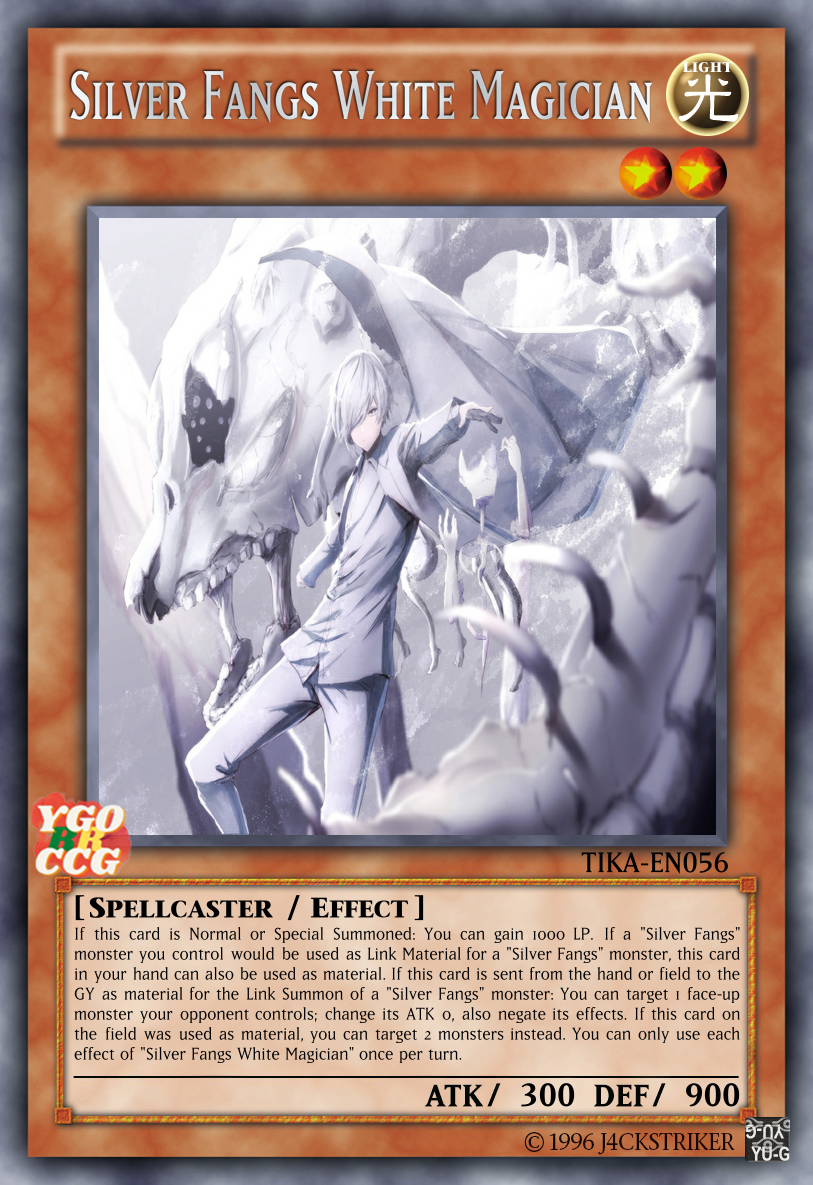 SILVER FANGS WHITE MAGICIAN
LIGHT
光
YGO
RR
CCG
TIKA-EN056
[ SPELLCASTER / EFFECT ]
If this card is Normal or Special Summoned: You can gain 1000 LP. If a "Silver Fangs"
monster you control would be used as Link Material for a "Silver Fangs" monster, this card
in your hand can also be used as material. If this card is sent from the hand or field to the
GY as material for the Link Summon of a "Silver Fangs" monster: You can target 1 face-up
monster your opponent controls; change its ATK 0, also negate its effects. If this card on
the field was used as material, you can target 2 monsters instead. You can only use each
effect of "Silver Fangs White Magician" once per turn.
ATK/ 300 DEF/ 900
© 1996 J4CKSTRIKER
YU-G
YU-G